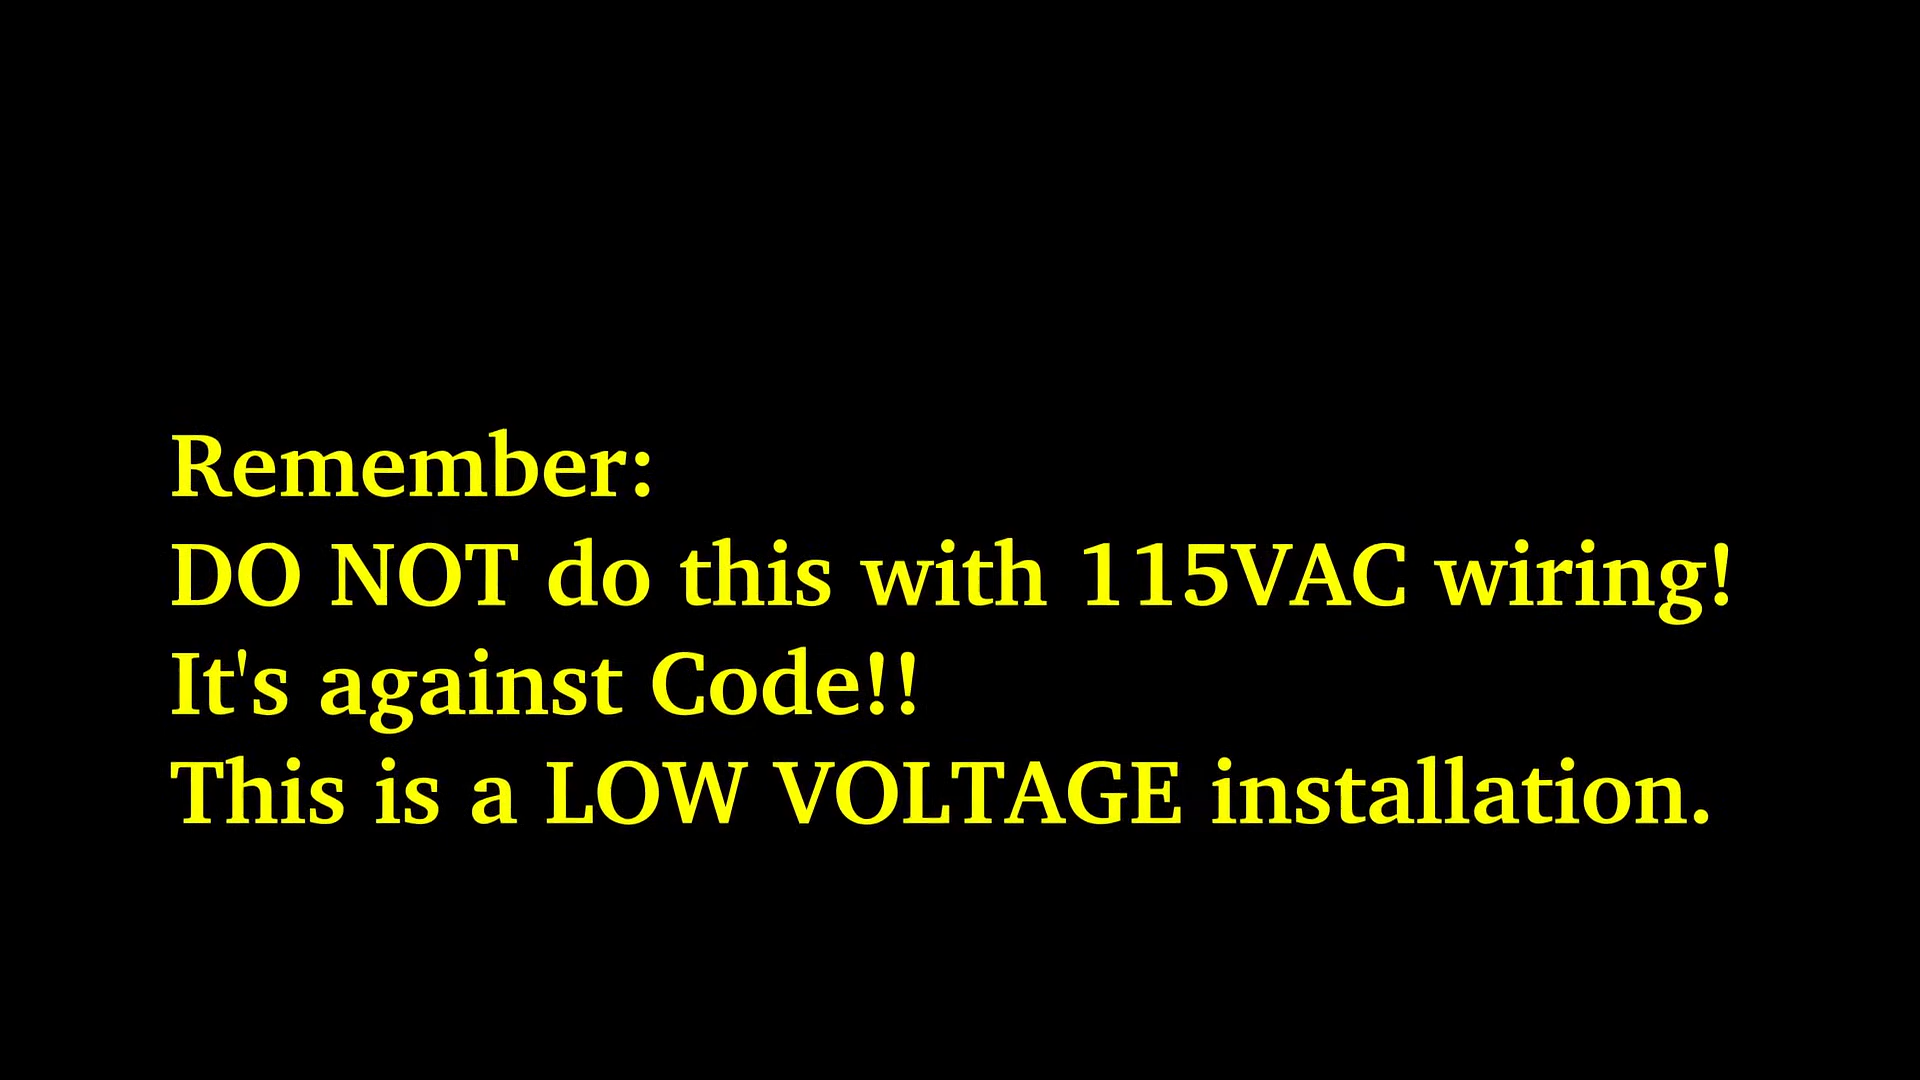 Remember:
DO NOT do this with 115VAC wiring!
It's against Code!!
This is a LOW VOLTAGE installation.